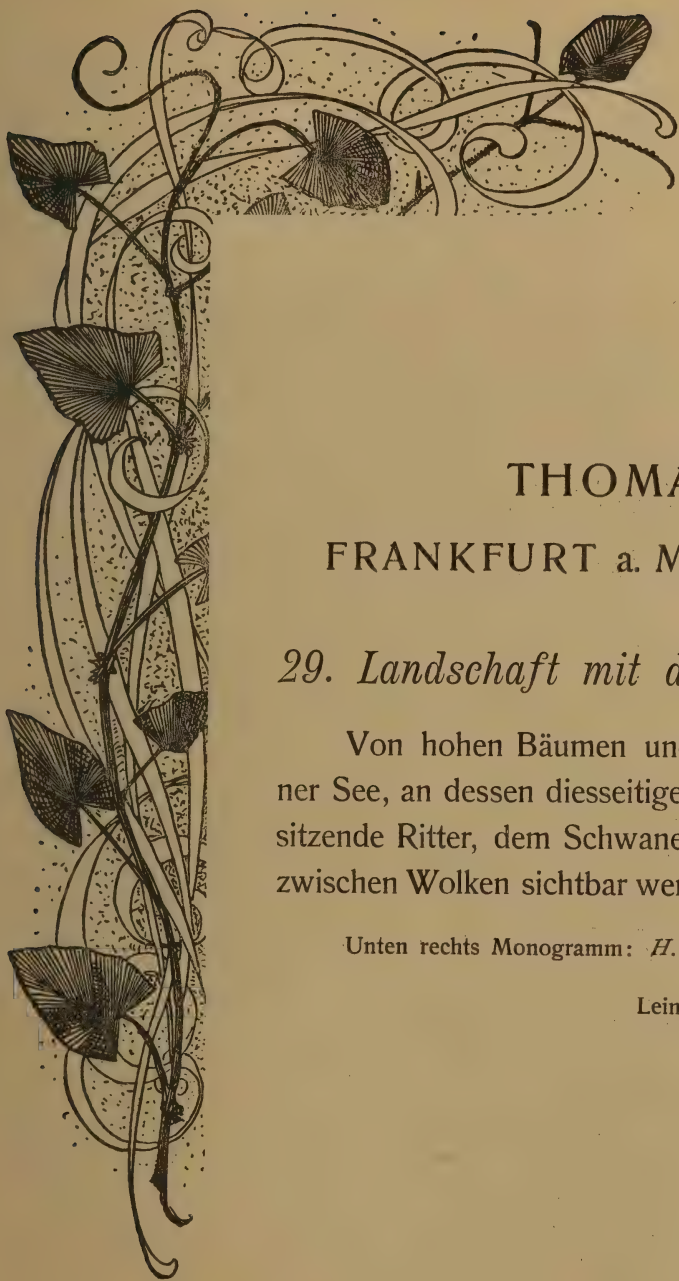 THOMA
FRANKFURT a. M
29. Landschaft mit d
Von hohen Bäumen un
ner See, an dessen diesseitige
sitzende Ritter, dem Schwane
zwischen Wolken sichtbar wer
Unten rechts Monogramm: H.
Lein